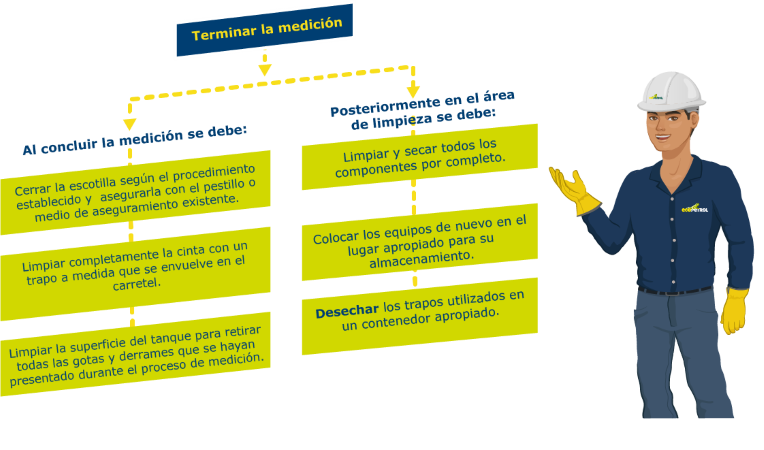 Terminar la medición
Al concluir la medición se debe:
Cerrar la escotilla según el procedimiento
establecido y asegurarla con el pestillo o
medio de aseguramiento existente.
Limpiar completamente la cinta con un
trapo a medida que se envuelve en el
carretel.
Limpiar la superficie del tanque para retirar
todas las gotas y derrames que se hayan
presentado durante el proceso de medición.
Posteriormente en el área
de limpieza se debe:
Limpiar y secar todos los
componentes por completo.
Colocar los equipos de nuevo en el
lugar apropiado para su
almacenamiento.
Desechar los trapos utilizados en
un contenedor apropiado.
ecopetrol